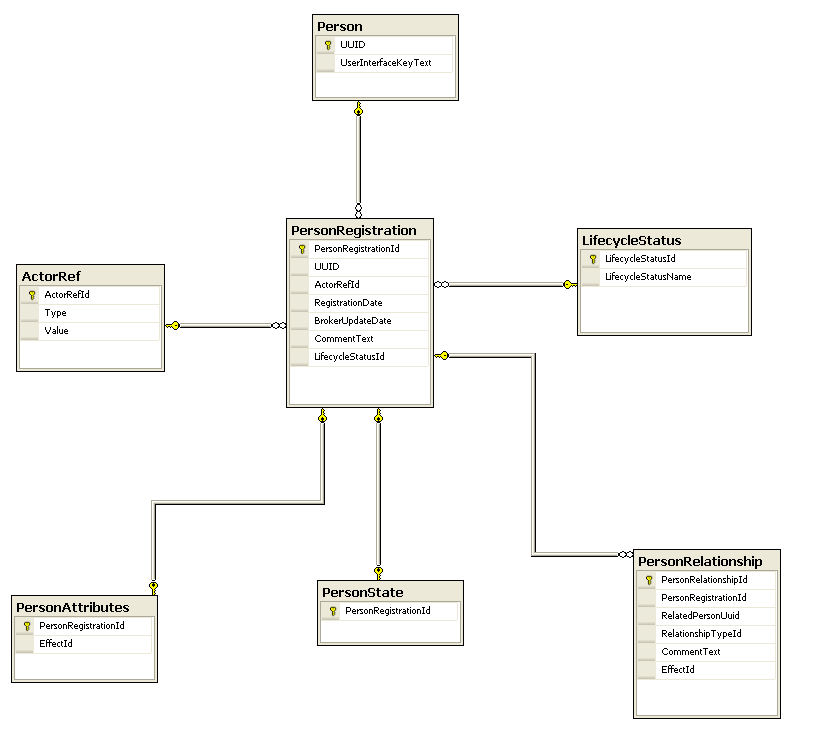 Person
UUID
UserInterfaceKeyText
PersonRegistration
PersonRegistrationId
UUID
ActorRefId
RegistrationDate
BrokerUpdateDate
CommentText
LifecycleStatusId
LifecycleStatus
LifecycleStatusId
LifecycleStatusName
ActorRef
ActorRefId
Type
Value
PersonAttributes
PersonRegistrationId
EffectId
PersonState
PersonRegistrationId
PersonRelationship
PersonRelationshipId
PersonRegistrationId
RelatedPersonUuid
RelationshipTypeId
CommentText
EffectId